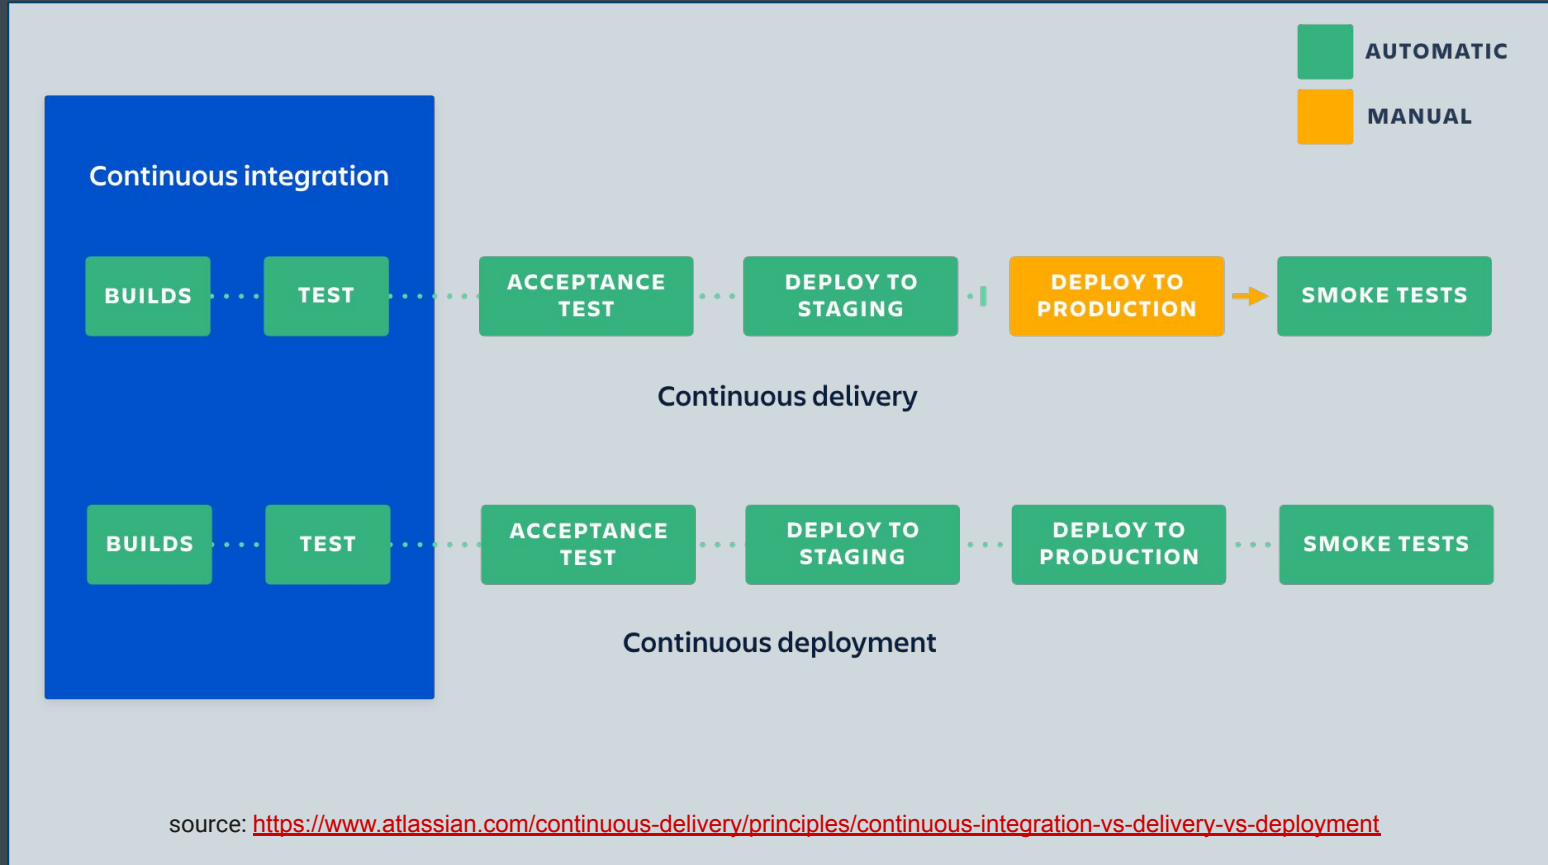 AUTOMATIC
MANUAL
Continuous integration
BUILDS
TEST
ACCEPTANCE
TEST
DEPLOY TO
STAGING
DEPLOY TO
PRODUCTION
SMOKE TESTS
Continuous delivery
BUILDS
TEST
ACCEPTANCE
TEST
DEPLOY TO
STAGING
DEPLOY TO
PRODUCTION
SMOKE TESTS
Continuous deployment
source: https://www.atlassian.com/continuous-delivery/principles/continuous-integration-vs-delivery-vs-deployment